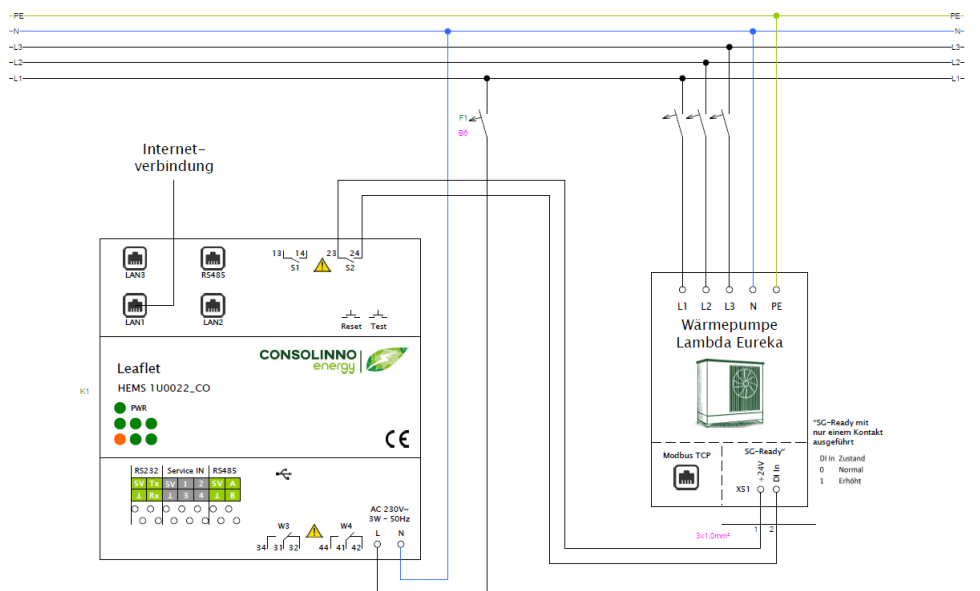 PE
PE
N
N
L3
L3
L2
L2
L1
L1
F1
B6
Internet-
verbindung
13 14 23 24
S1 S2
LAN3 RS485
LAN1 LAN2
Reset Test
L1 L2 L3 N PE
Wärmepumpe
Lambda Eureka
CONSOLINNO
energy
Leaflet
HEMS 1U0022_CO
K1
PWR
CE
"SG-Ready mit
nur einem Kontakt
ausgeführt
DI In Zustand
0 Normal
1 Erhöht
Modbus TCP
SG-Ready"
+24V
DI In
XS1
1 2
3x1,0mm²
RS232 Service IN RS485
5V Tx 5V 1 2 5V A
⊥ Rx ⊥ 3 4 ⊥ B
AC 230V~
3W - 50Hz
W3 W4 L N
34 31 32 44 41 42